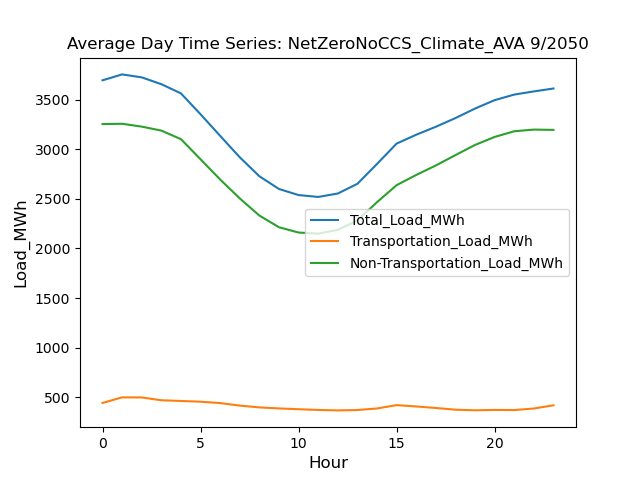 Average Day Time Series: NetZeroNoCCS_Climate_AVA 9/2050
Load_MWh
3500
3000
2500
2000
1500
1000
500
Total_Load_MWh
Transportation_Load_MWh
Non-Transportation_Load_MWh
0 5 10 15 20
Hour